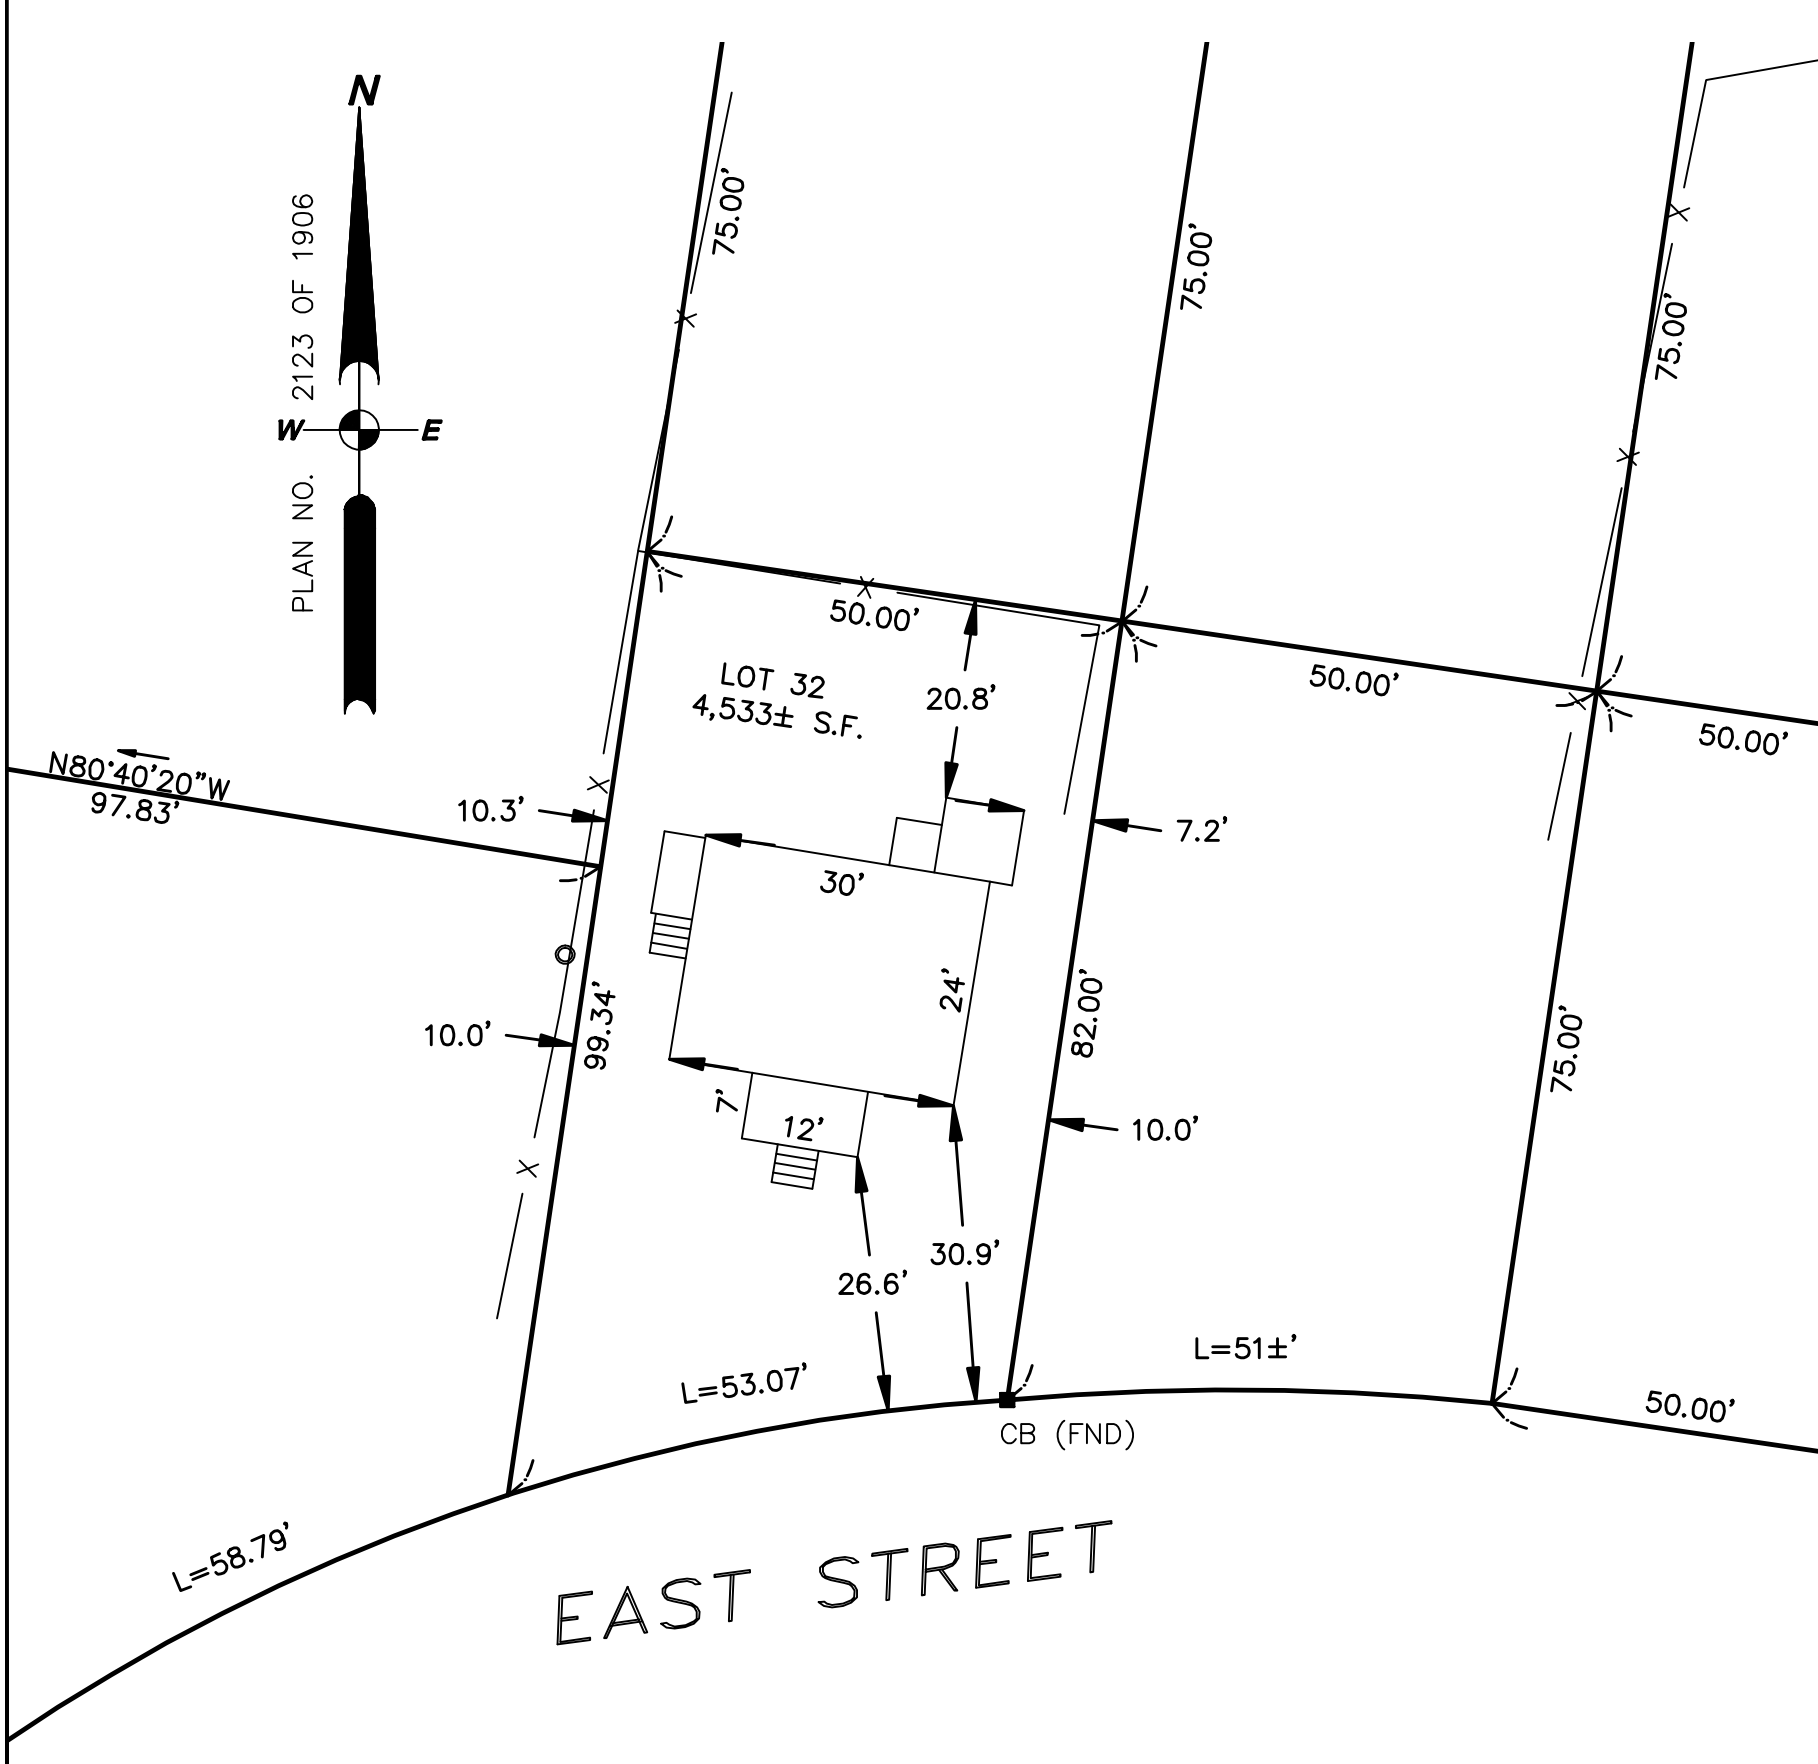 N
W
E
PLAN NO. 2123 OF 1906
75.00'
75.00'
75.00'
50.00'
50.00'
50.00'
LOT 32
4,533± S.F.
20.8'
N80°40'20"W
97.83'
10.3'
7.2'
30'
24'
10.0'
99.34'
82.00'
75.00'
7'
12'
10.0'
26.6'
30.9'
L=53.07'
L=51±'
50.00'
CB (FND)
L=58.79'
EAST STREET